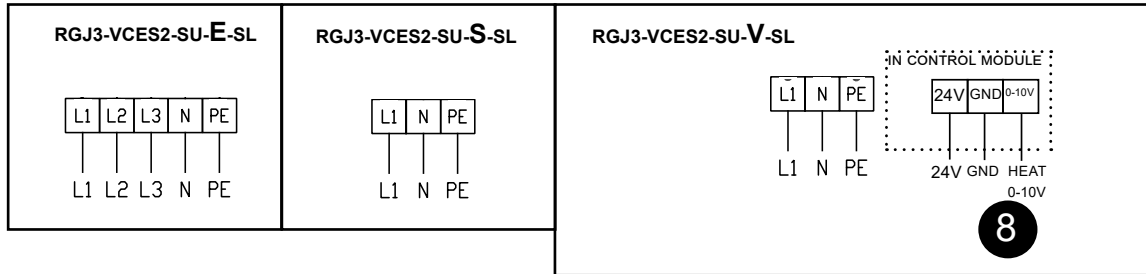 RGJ3-VCES2-SU-E-SL
L1 L2 L3 N PE
L1 L2 L3 N PE
RGJ3-VCES2-SU-S-SL
L1 N PE
L1 N PE
RGJ3-VCES2-SU-V-SL
IN CONTROL MODULE
L1 N PE
24V GND 0-10V
L1 N PE
24V GND HEAT
0-10V
8